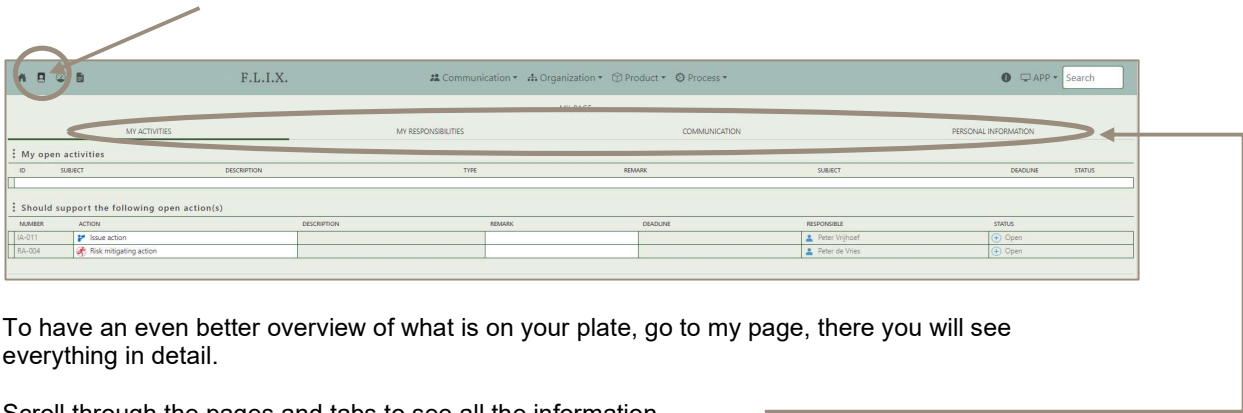 F.L.I.X. Communication Organization Product Process APP Search
MY PAGE
MY ACTIVITIES MY RESPONSIBILITIES COMMUNICATION PERSONAL INFORMATION
My open activities
ID SUBJECT DESCRIPTION TYPE REMARK SUBJECT DEADLINE STATUS
Should support the following open action(s)
NUMBER ACTION DESCRIPTION REMARK DEADLINE RESPONSIBLE STATUS
IA-011 Issue action Peter Vrijhoef Open
RA-004 Risk mitigating action Peter de Vries Open
To have an even better overview of what is on your plate, go to my page, there you will see
everything in detail.
Scroll through the pages and tabs to see all the information